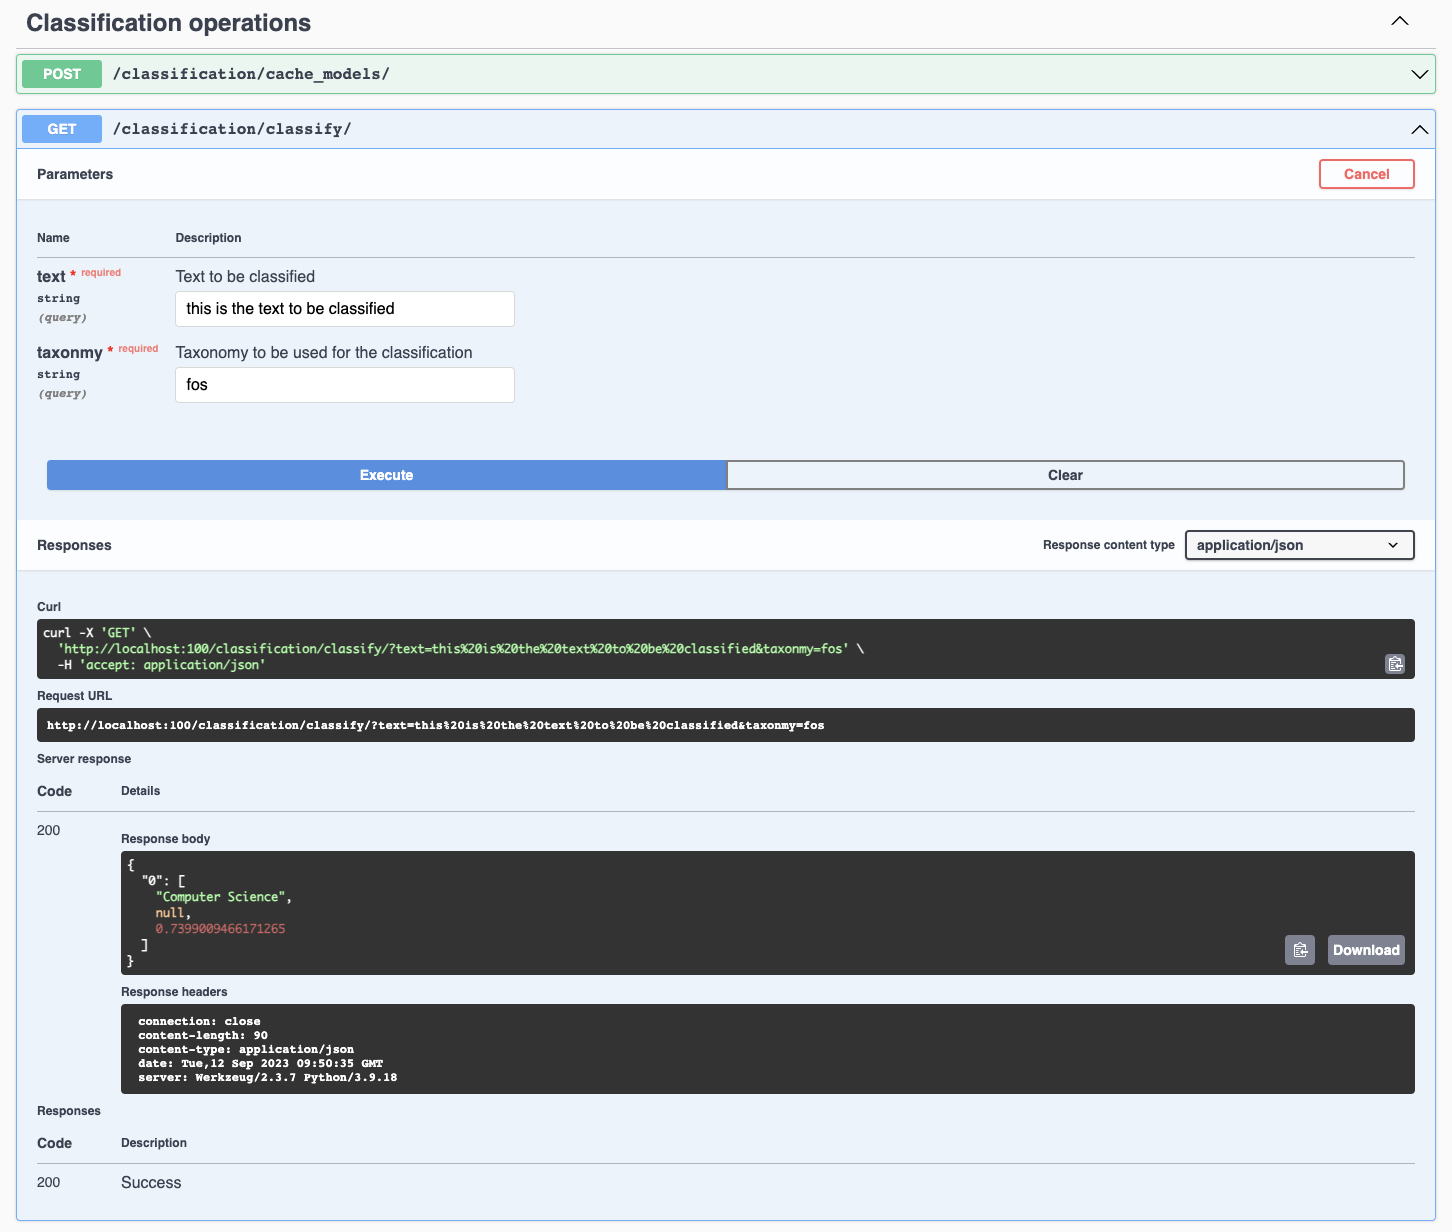 Classification operations
POST /classification/cache_models/
GET /classification/classify/
Parameters
Cancel
Name Description
text * required
string
(query)
Text to be classified
this is the text to be classified
taxonmy * required
string
(query)
Taxonomy to be used for the classification
fos
Execute Clear
Responses
Response content type application/json
Curl
curl -X 'GET' \
'http://localhost:100/classification/classify/?text=this%20is%20the%20text%20to%20be%20classified&taxonmy=fos' \
-H 'accept: application/json'
Request URL
http://localhost:100/classification/classify/?text=this%20is%20the%20text%20to%20be%20classified&taxonmy=fos
Server response
Code Details
200
Response body
{
"0": [
"Computer Science",
null,
0.7399009466171265
]
}
Download
Response headers
connection: close
content-length: 90
content-type: application/json
date: Tue,12 Sep 2023 09:50:35 GMT
server: Werkzeug/2.3.7 Python/3.9.18
Responses
Code Description
200 Success